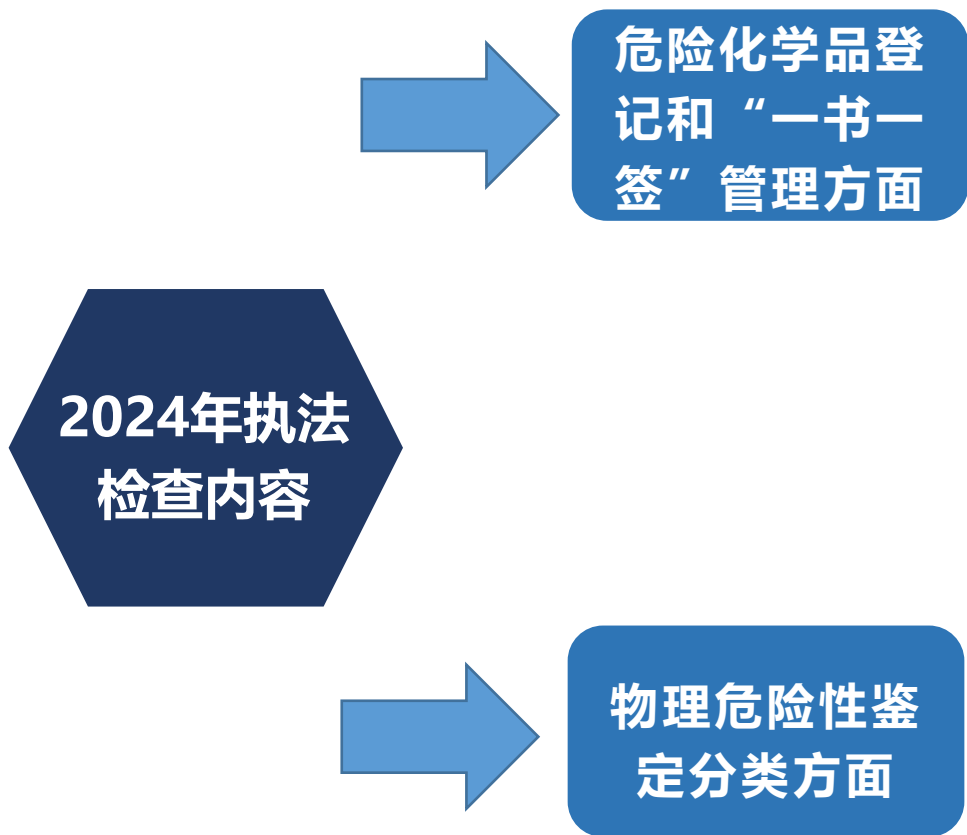 危险化学品登
记和“一书一
签”管理方面
2024年执法
检查内容
物理危险性鉴
定分类方面